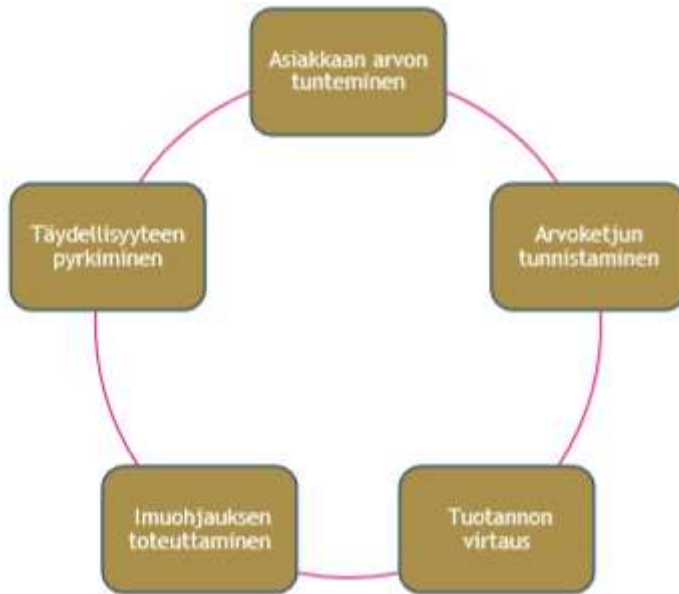 Asiakkaan arvon
tunteminen
Arvoketjun
tunnistaminen
Tuotannon
virtaus
Imuohjauksen
toteuttaminen
Täydellisyyteen
pyrkiminen